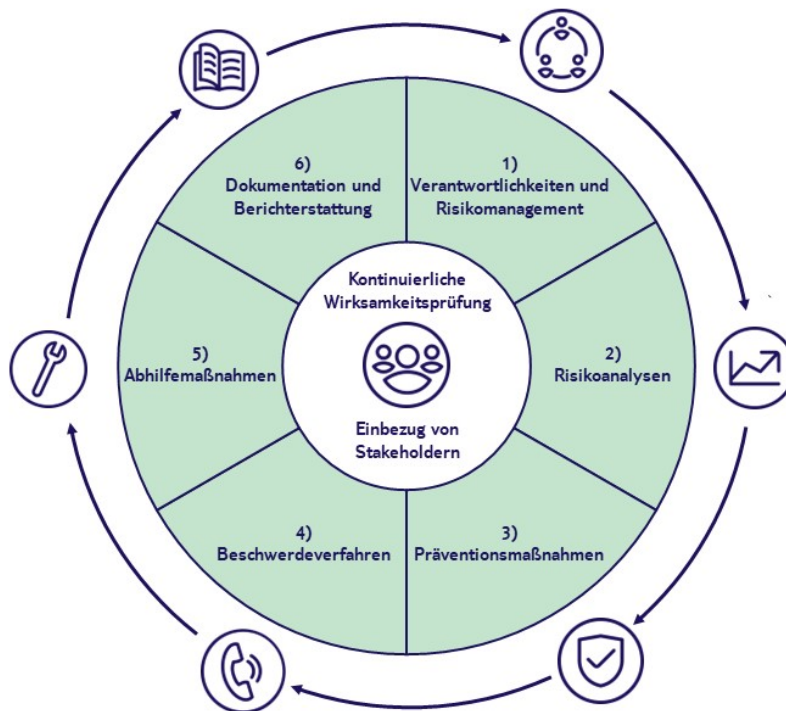 1)
Verantwortlichkeiten und
Risikomanagement
2)
Risikoanalysen
3)
Präventionsmaßnahmen
4)
Beschwerdeverfahren
5)
Abhilfemaßnahmen
6)
Dokumentation und
Berichterstattung
Kontinuierliche
Wirksamkeitsprüfung
Einbezug von
Stakeholdern